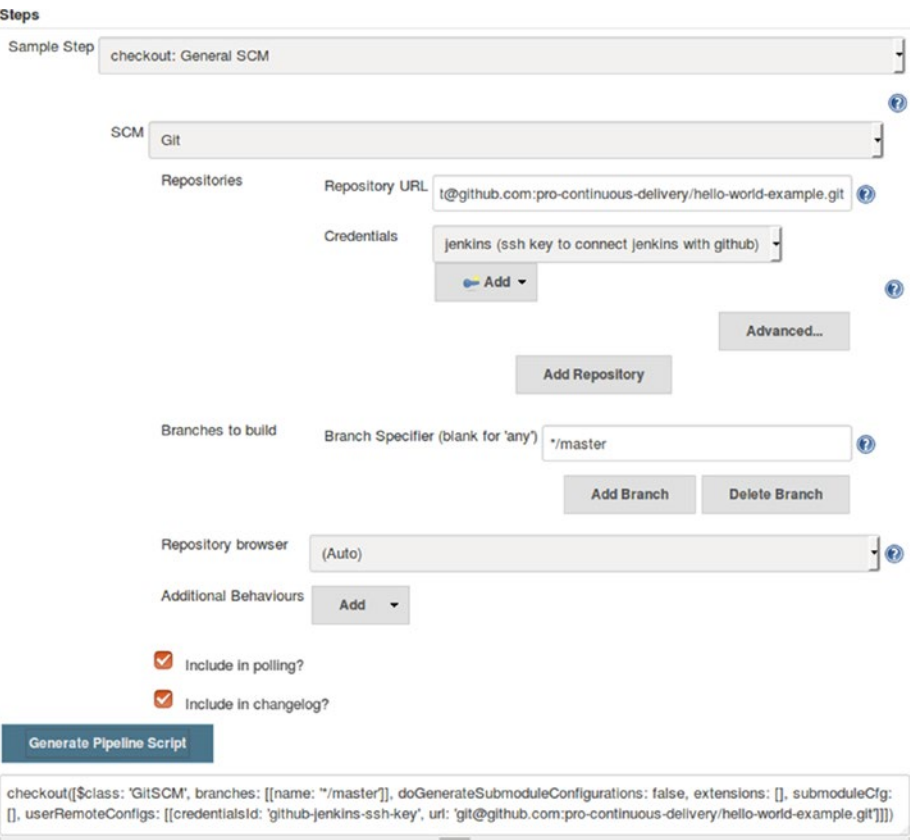 Steps
Sample Step checkout: General SCM
SCM Git
Repositories Repository URL t@github.com:pro-continuous-delivery/hello-world-example.git
Credentials jenkins (ssh key to connect jenkins with github)
Add
Advanced...
Add Repository
Branches to build Branch Specifier (blank for 'any') */master
Add Branch Delete Branch
Repository browser (Auto)
Additional Behaviours Add
Include in polling?
Include in changelog?
Generate Pipeline Script
checkout([$class: 'GitSCM', branches: [[name: '*/master']], doGenerateSubmoduleConfigurations: false, extensions: [], submoduleCfg:
[], userRemoteConfigs: [[credentialsId: 'github-jenkins-ssh-key', url: 'git@github.com:pro-continuous-delivery/hello-world-example.git']]])